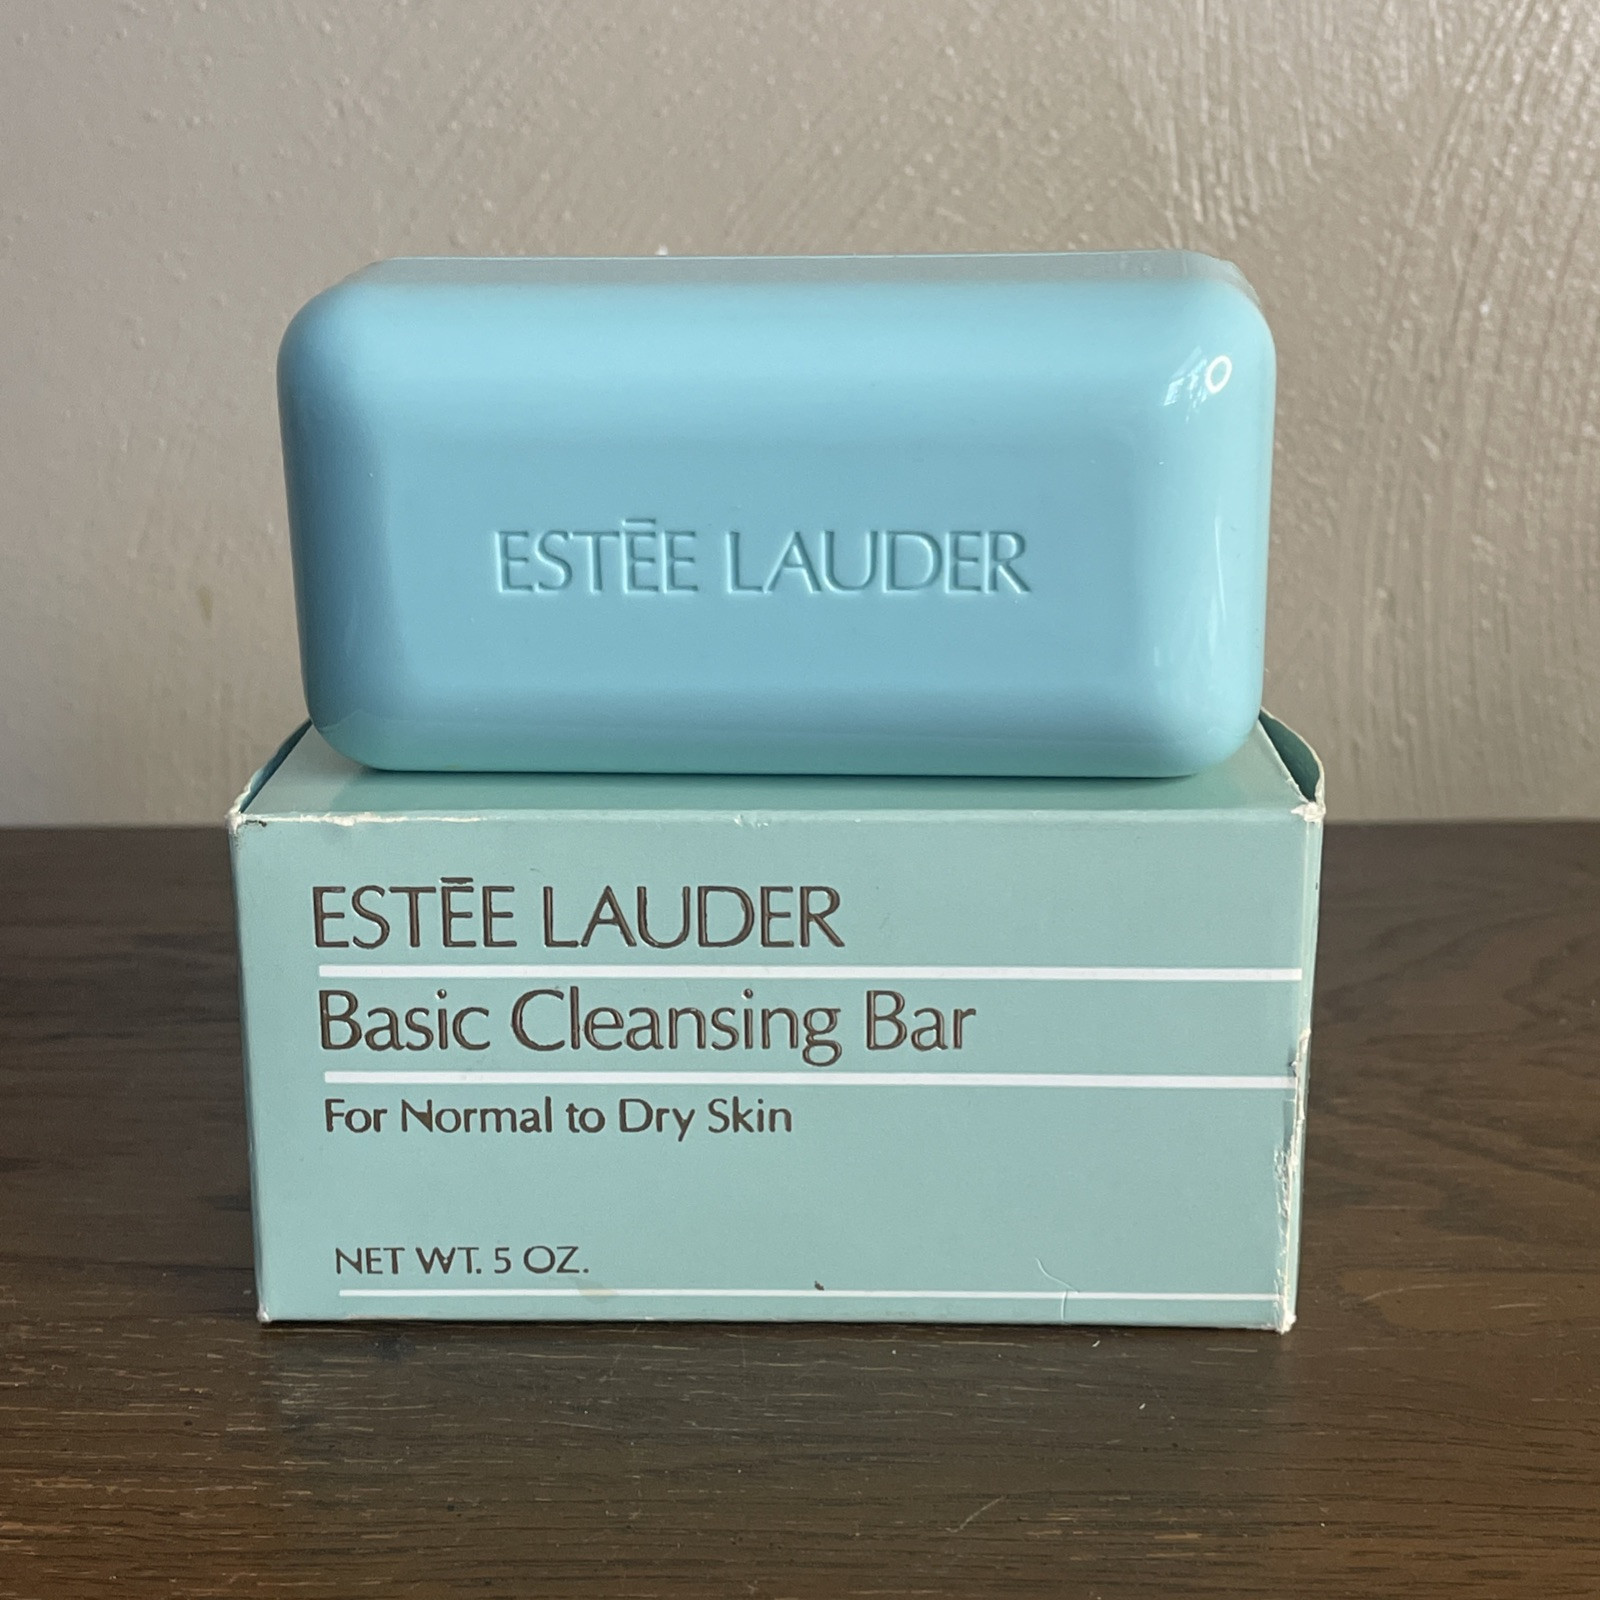 ESTĒE LAUDER
ESTĒE LAUDER
Basic Cleansing Bar
For Normal to Dry Skin
NET WT. 5 OZ.